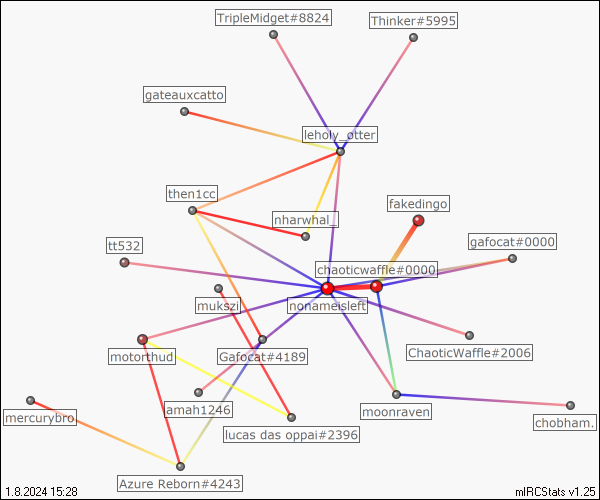 TripleMidget#8824
Thinker#5995
gateauxcatto
leholy_otter
then1cc
fakedingo
nharwhal_
tt532
gafocat#0000
chaoticwaffle#0000
mukszi
nonameisleft
motorthud
Gafocat#4189
ChaoticWaffle#2006
amah1246
moonraven
mercurybro
lucas das oppai#2396
chobham.
Azure Reborn#4243
1.8.2024 15:28
mIRCStats v1.25